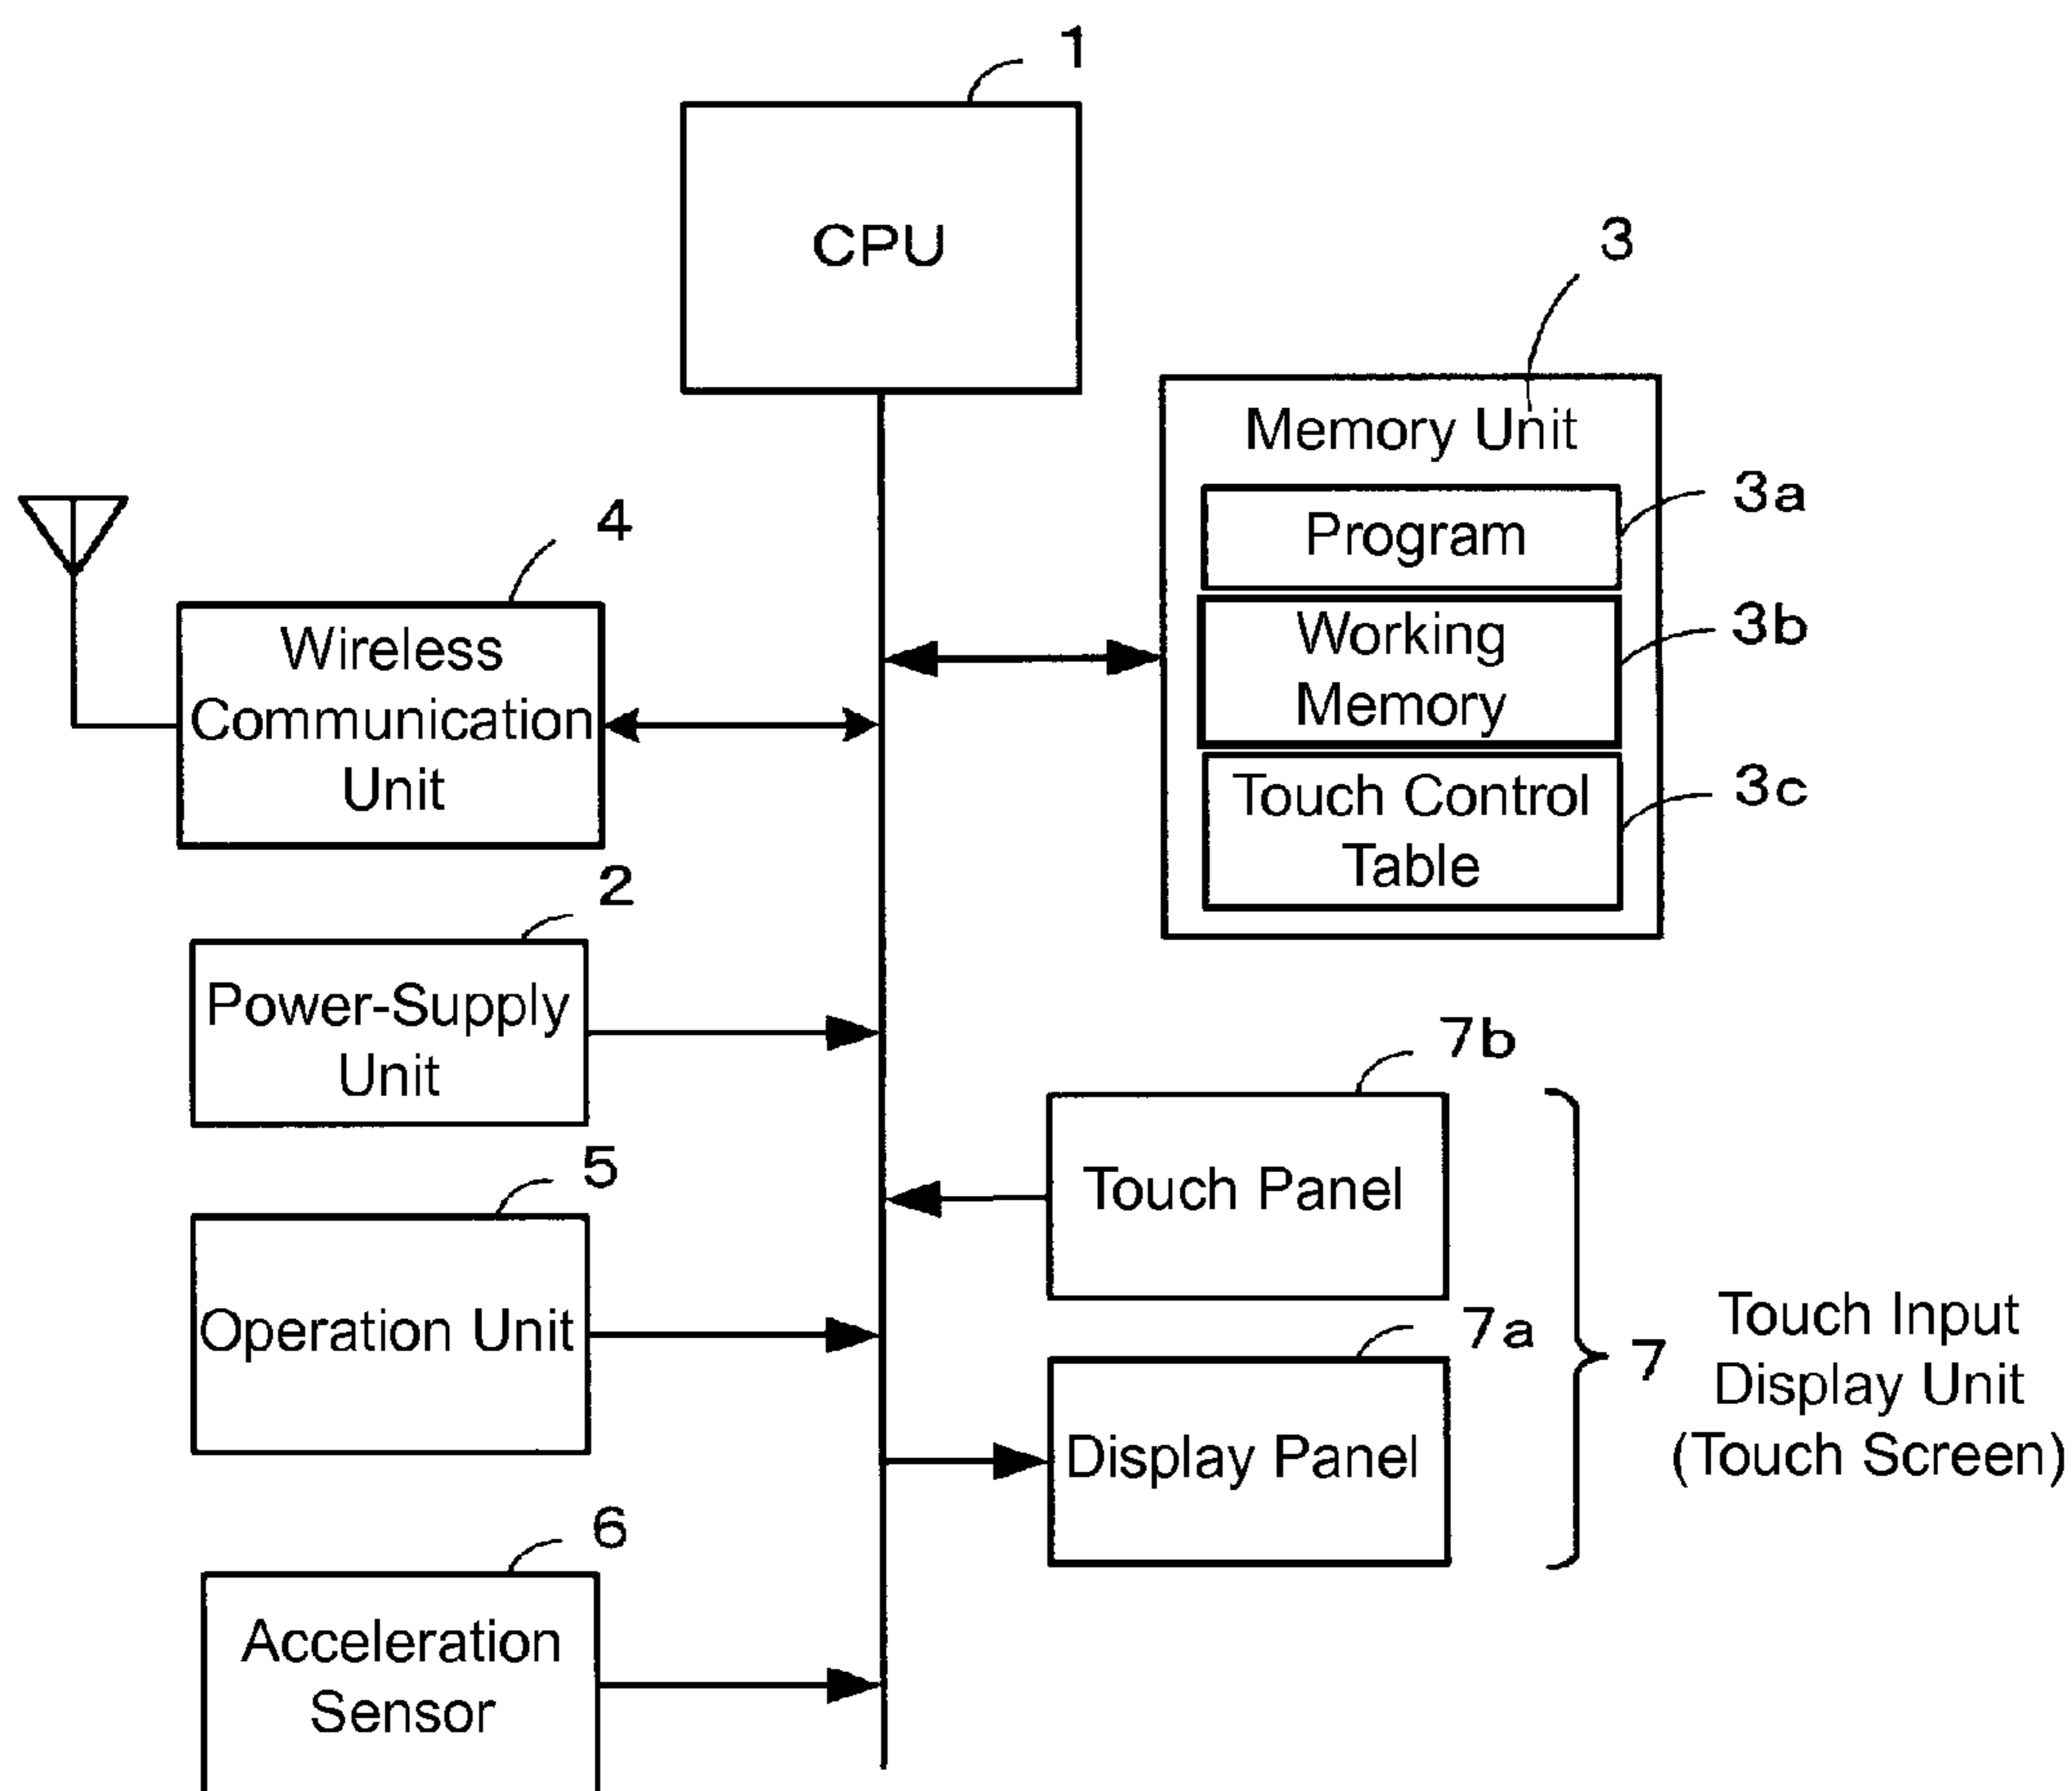 1
CPU
3
Memory Unit
3a
Program
3b
Working
Memory
3c
Touch Control
Table
4
Wireless
Communication
Unit
2
Power-Supply
Unit
5
Operation Unit
6
Acceleration
Sensor
7b
Touch Panel
7a
Display Panel
7
Touch Input
Display Unit
(Touch Screen)